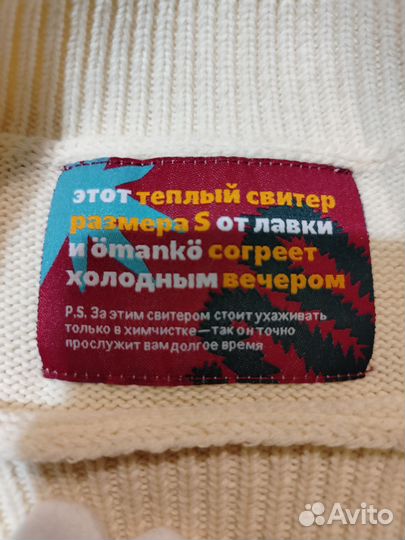 этот теплый свитер
размера S от лавки
и ömankö согреет
холодным вечером
P.S. За этим свитером стоит ухаживать
только в химчистке — так он точно
прослужит вам долгое время
Avito